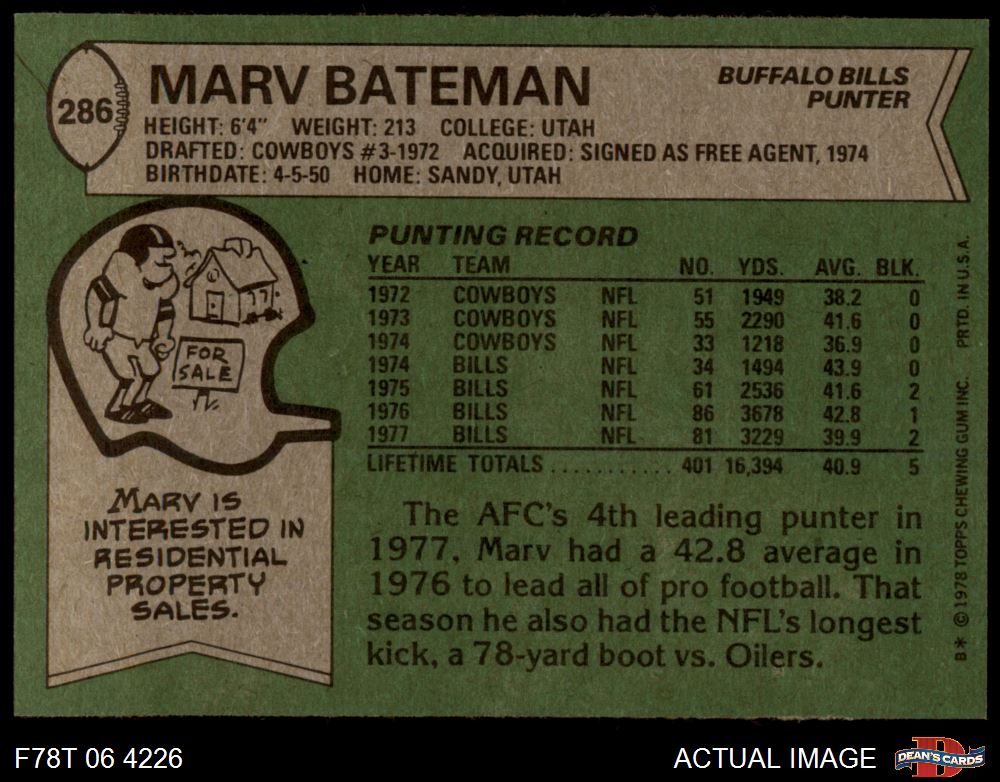 286
MARV BATEMAN
BUFFALO BILLS
PUNTER
HEIGHT: 6'4" WEIGHT: 213 COLLEGE: UTAH
DRAFTED: COWBOYS #3-1972 ACQUIRED: SIGNED AS FREE AGENT, 1974
BIRTHDATE: 4-5-50 HOME: SANDY, UTAH
FOR
SALE
MARV IS
INTERESTED IN
RESIDENTIAL
PROPERTY
SALES.
PUNTING RECORD
YEAR TEAM NO. YDS. AVG. BLK.
1972 COWBOYS NFL 51 1949 38.2 0
1973 COWBOYS NFL 55 2290 41.6 0
1974 COWBOYS NFL 33 1218 36.9 0
1974 BILLS NFL 34 1494 43.9 0
1975 BILLS NFL 61 2536 41.6 2
1976 BILLS NFL 86 3678 42.8 1
1977 BILLS NFL 81 3229 39.9 2
LIFETIME TOTALS ........... 401 16,394 40.9 5
The AFC's 4th leading punter in
1977, Marv had a 42.8 average in
1976 to lead all of pro football. That
season he also had the NFL's longest
kick, a 78-yard boot vs. Oilers.
B* © 1978 TOPPS CHEWING GUM INC. PRTD. IN U.S.A.
F78T 06 4226
ACTUAL IMAGE
D
DEAN'S CARDS